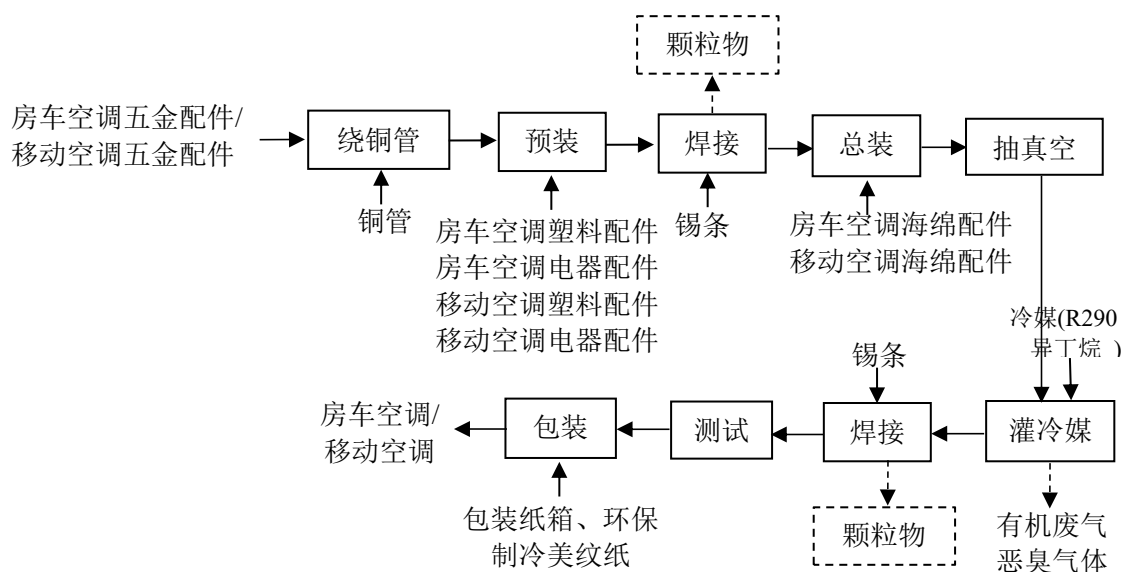 颗粒物
房车空调五金配件/
移动空调五金配件
绕铜管
预装
焊接
总装
抽真空
铜管
房车空调塑料配件
房车空调电器配件
移动空调塑料配件
移动空调电器配件
锡条
房车空调海绵配件
移动空调海绵配件
冷媒(R290
异丁烷 )
锡条
房车空调/
移动空调
包装
测试
焊接
灌冷媒
包装纸箱、环保
制冷美纹纸
颗粒物
有机废气
恶臭气体